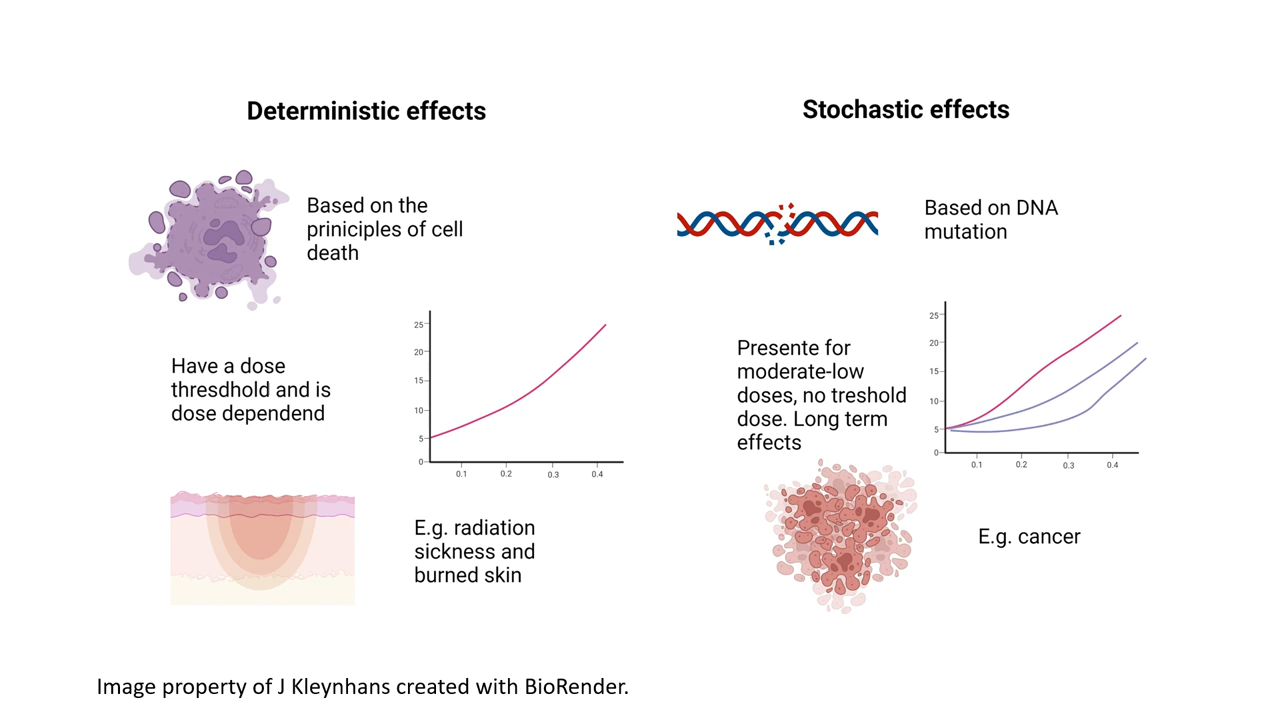 Deterministic effects
Based on the
priniciples of cell
death
Have a dose
thresdhold and is
dose dependend
25
20
15
10
5
0
0.1
0.2
0.3
0.4
E.g. radiation
sickness and
burned skin
Stochastic effects
Based on DNA
mutation
Presente for
moderate-low
doses, no treshold
dose. Long term
effects
25
20
15
10
5
0
0.1
0.2
0.3
0.4
E.g. cancer
Image property of J Kleynhans created with BioRender.